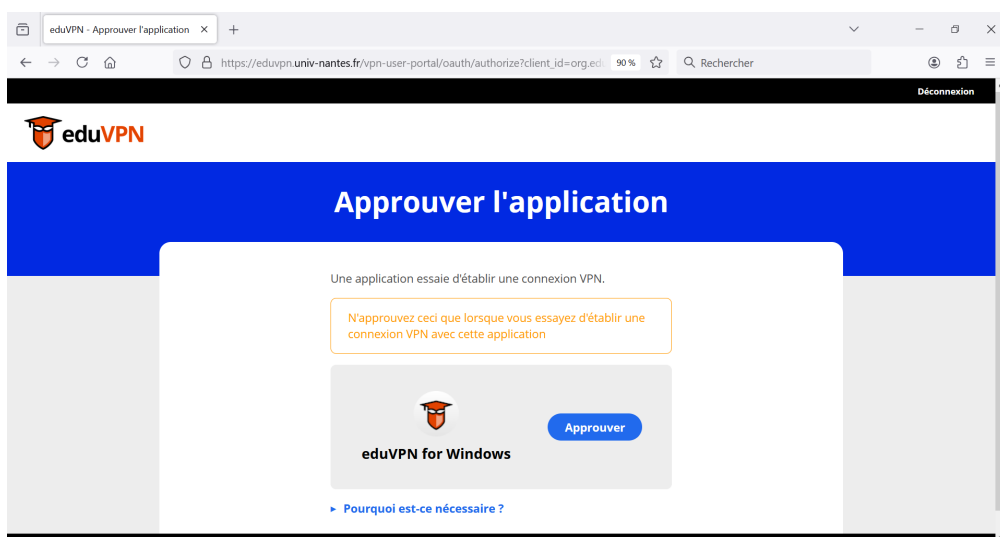 eduVPN - Approuver l'application
https://eduvpn.univ-nantes.fr/vpn-user-portal/oauth/authorize?client_id=org.ed
90 %
Rechercher
Déconnexion
eduVPN
Approuver l'application
Une application essaie d'établir une connexion VPN.
N'approuvez ceci que lorsque vous essayez d'établir une
connexion VPN avec cette application
Approuver
eduVPN for Windows
Pourquoi est-ce nécessaire ?